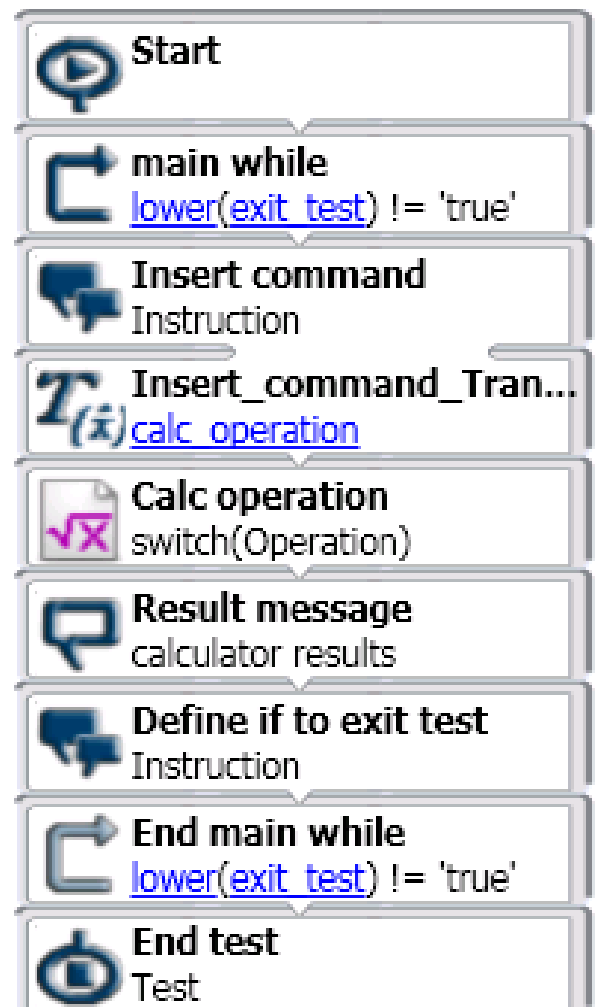 Start
main while
lower(exit_test) != 'true'
Insert command
Instruction
Insert_command_Tran...
calc_operation
Calc operation
switch(Operation)
Result message
calculator results
Define if to exit test
Instruction
End main while
lower(exit_test) != 'true'
End test
Test